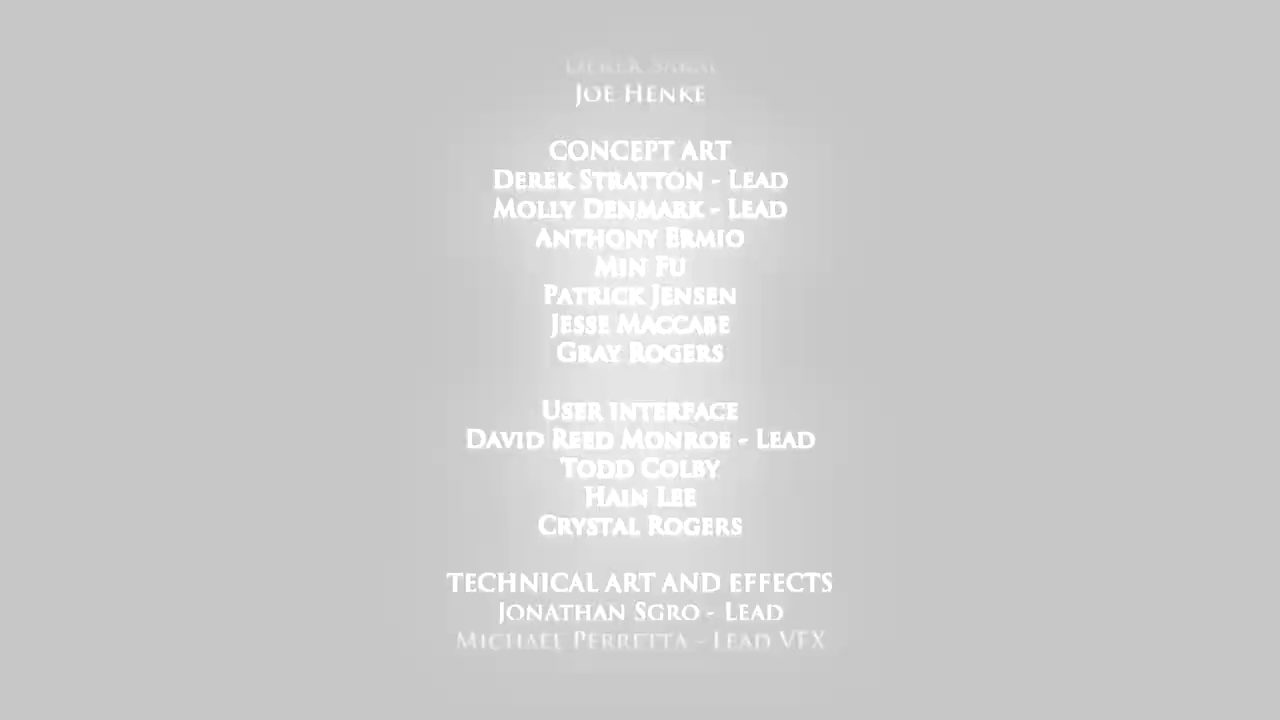 Derek
Joe Henke
CONCEPT ART
Derek Stratton - Lead
Molly Denmark - Lead
Anthony Ermio
Min Fu
Patrick Jensen
Jesse Maccabe
Gray Rogers
User interface
David Reed Monroe - Lead
Todd Colby
Hain Lee
Crystal Rogers
TECHNICAL ART AND EFFECTS
Jonathan Sgro - Lead
Michael Perretta - Lead VFX